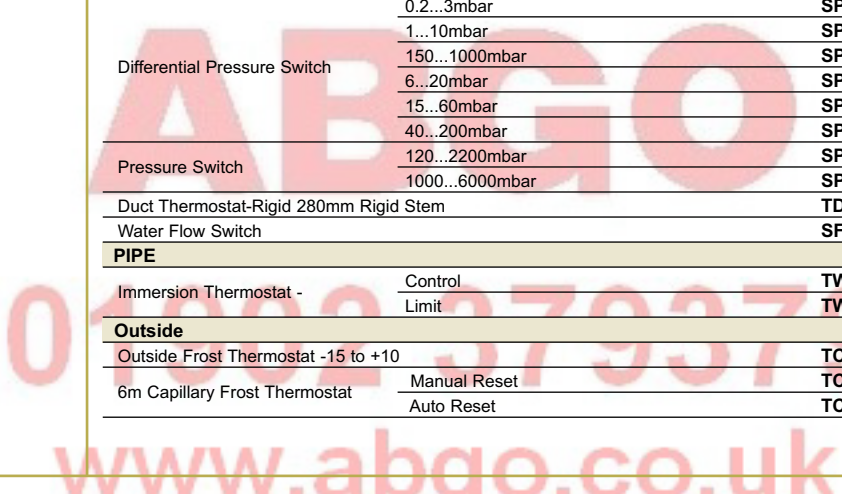 0.2...3mbar SP
1...10mbar SP
Differential Pressure Switch 150...1000mbar SP
6...20mbar SP
15...60mbar SP
40...200mbar SP
Pressure Switch 120...2200mbar SP
1000...6000mbar SP
Duct Thermostat-Rigid 280mm Rigid Stem TD
Water Flow Switch SF
PIPE
Immersion Thermostat - Control TW
Limit TW
Outside
Outside Frost Thermostat -15 to +10
6m Capillary Frost Thermostat Manual Reset
Auto Reset
ABGO
01902 37937
www.abgo.co.uk